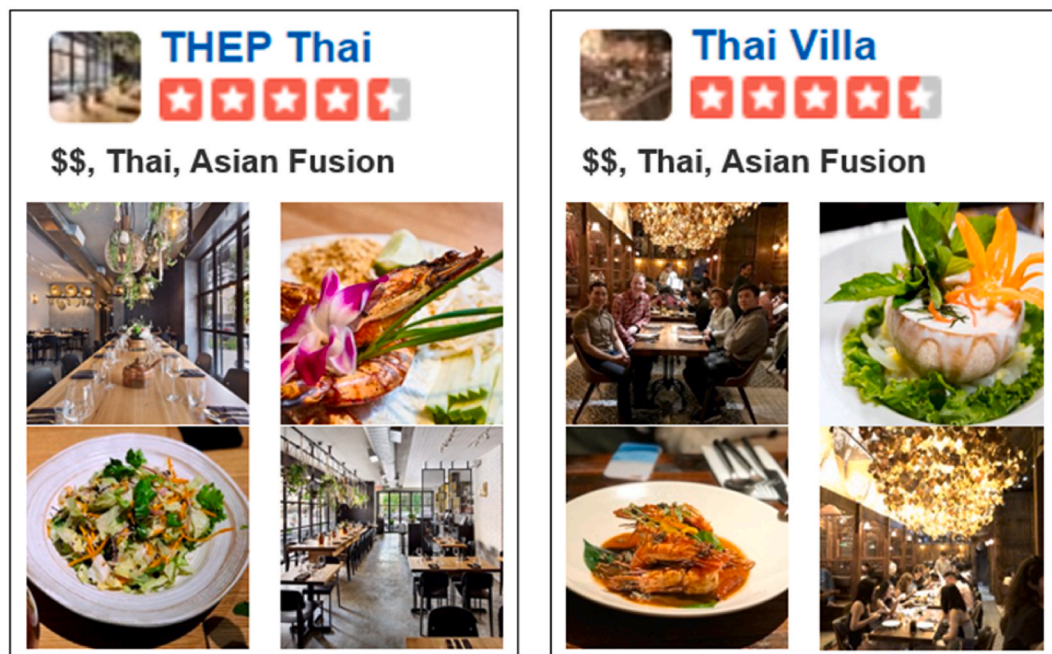 THEP Thai
$$, Thai, Asian Fusion
Thai Villa
$$, Thai, Asian Fusion